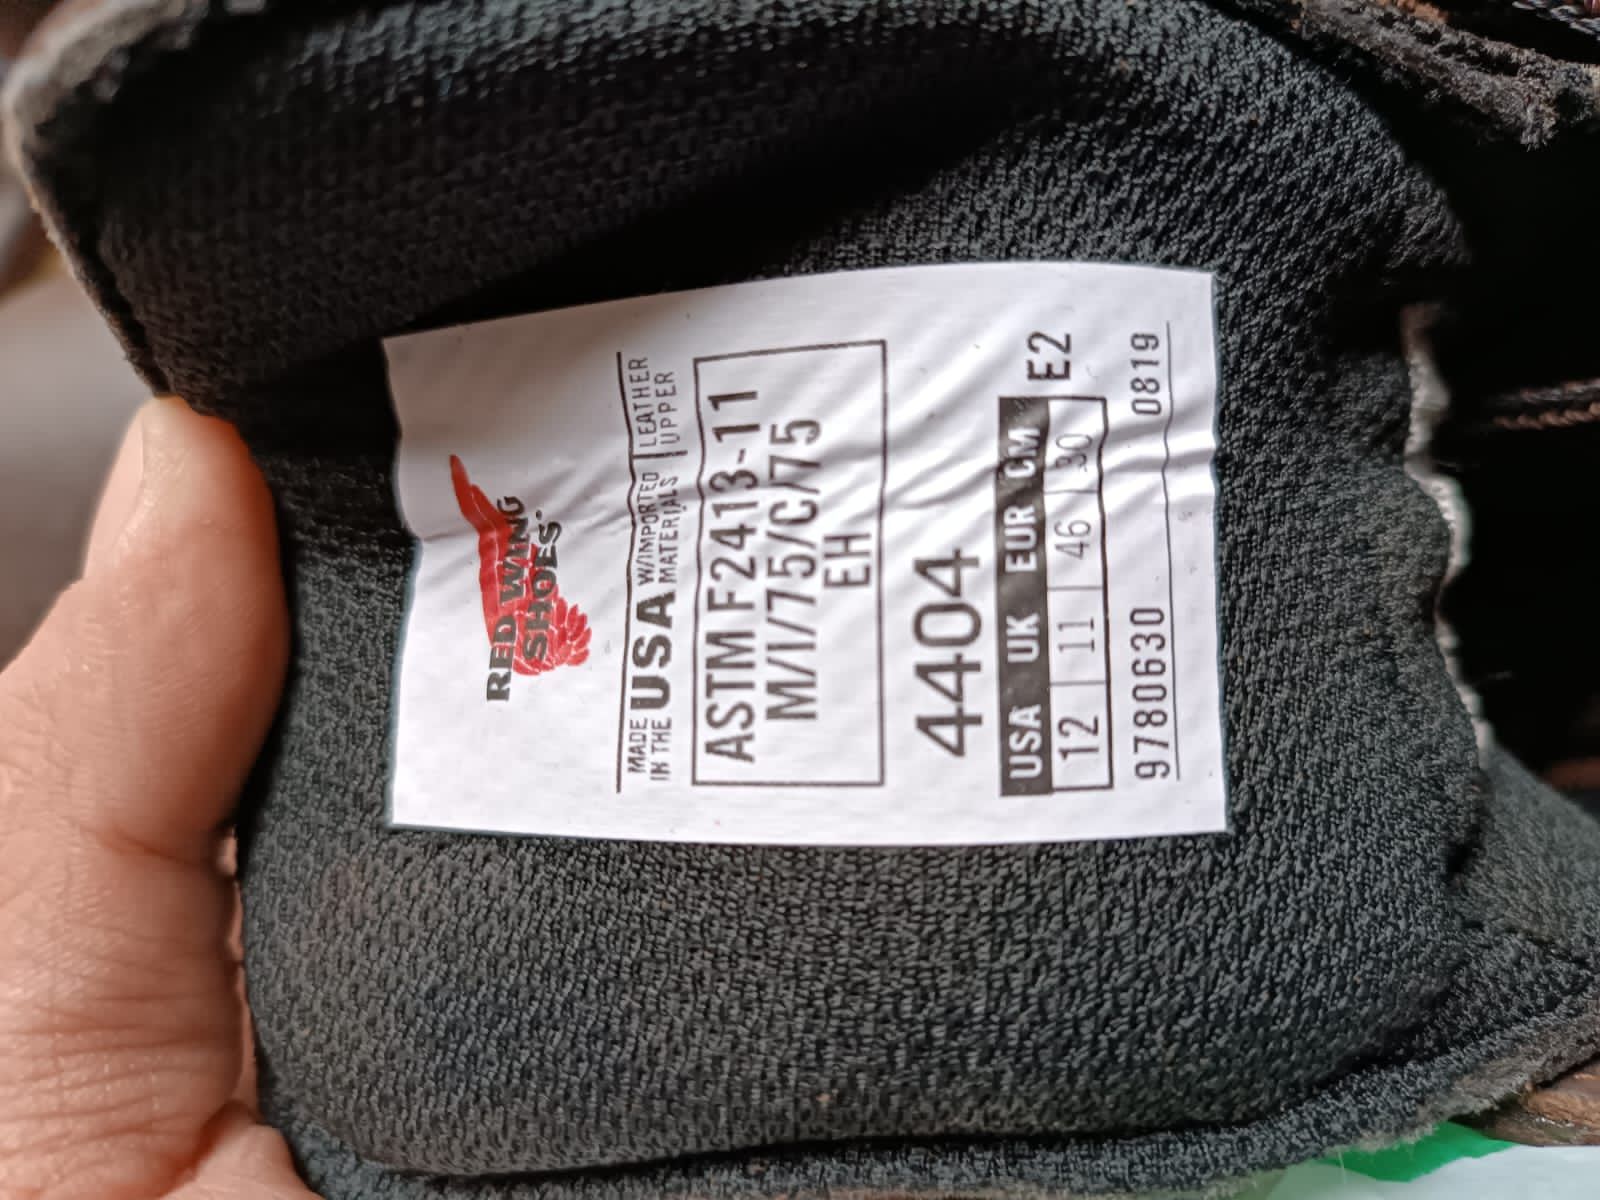 RED WING
SHOES
MADE IN THE USA W/IMPORTED MATERIALS | LEATHER UPPER
ASTM F2413-11
M/I/75/C/75
EH
4404
USA UK EUR CM E2
12 11 46 30
9780630 0819